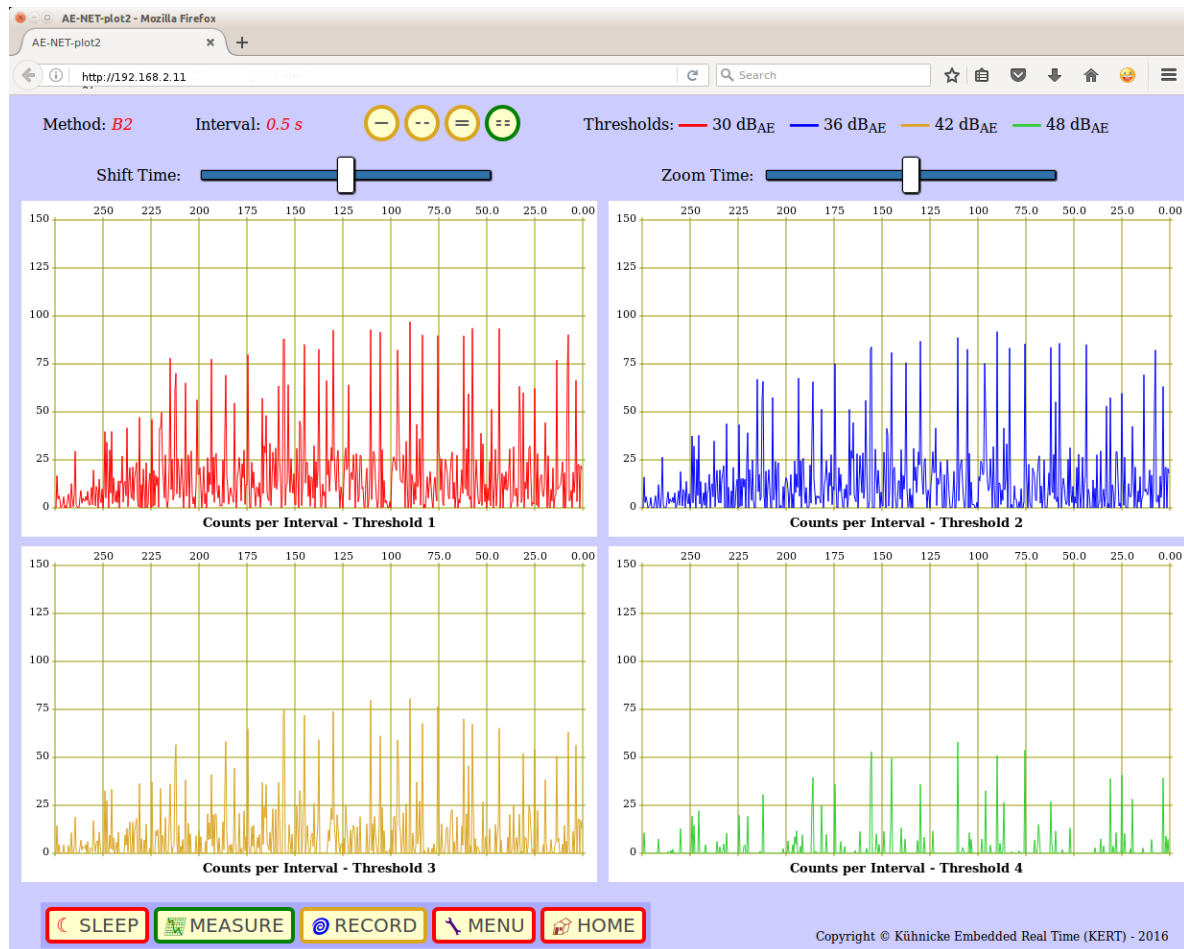 AE-NET-plot2 - Mozilla Firefox
AE-NET-plot2
http://192.168.2.11
Search
Method: B2 Interval: 0.5 s Thresholds: 30 dBAE 36 dBAE 42 dBAE 48 dBAE
Shift Time: Zoom Time:
250 225 200 175 150 125 100 75.0 50.0 25.0 0.00
150
125
100
75
50
25
0
Counts per Interval - Threshold 1
250 225 200 175 150 125 100 75.0 50.0 25.0 0.00
150
125
100
75
50
25
0
Counts per Interval - Threshold 2
250 225 200 175 150 125 100 75.0 50.0 25.0 0.00
150
125
100
75
50
25
0
Counts per Interval - Threshold 3
250 225 200 175 150 125 100 75.0 50.0 25.0 0.00
150
125
100
75
50
25
0
Counts per Interval - Threshold 4
SLEEP MEASURE RECORD MENU HOME
Copyright © Kühnicke Embedded Real Time (KERT) - 2016